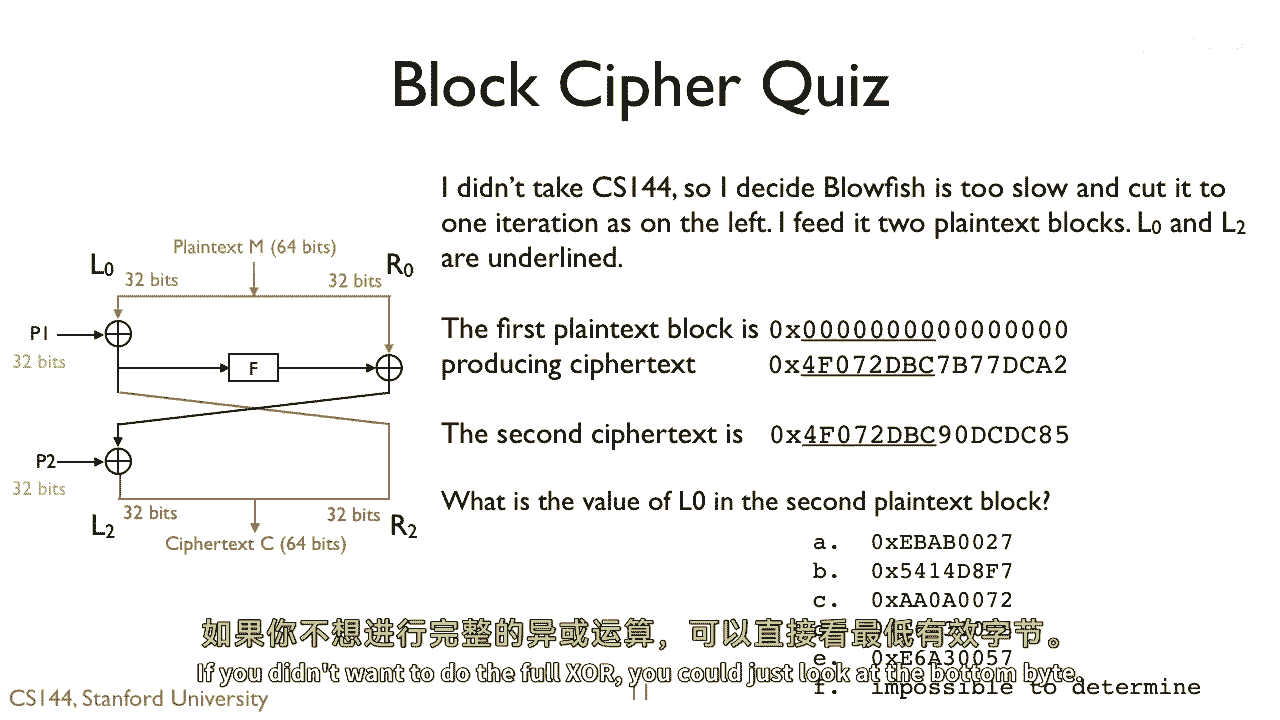 Block Cipher Quiz
I didn't take CS144, so I decide Blowfish is too slow and cut it to
one iteration as on the left. I feed it two plaintext blocks. L0 and L2
are underlined.
Plaintext M (64 bits)
L0
32 bits
32 bits
R0
P1
32 bits
F
P2
32 bits
L2
32 bits
32 bits
R2
Ciphertext C (64 bits)
The first plaintext block is 0x0000000000000000
producing ciphertext 0x4F072DBC7B77DCA2
The second ciphertext is 0x4F072DBC90DCDC85
What is the value of L0 in the second plaintext block?
a. 0xEBAB0027
b. 0x5414D8F7
c. 0xAA0A0072
如果你不想进行完整的异或运算，可以直接看最低有效字节。
e. 0xE6A30057
If you didn't want to do the full XOR, you could just look at the bottom byte.
f. impossible to determine
CS144, Stanford University
11